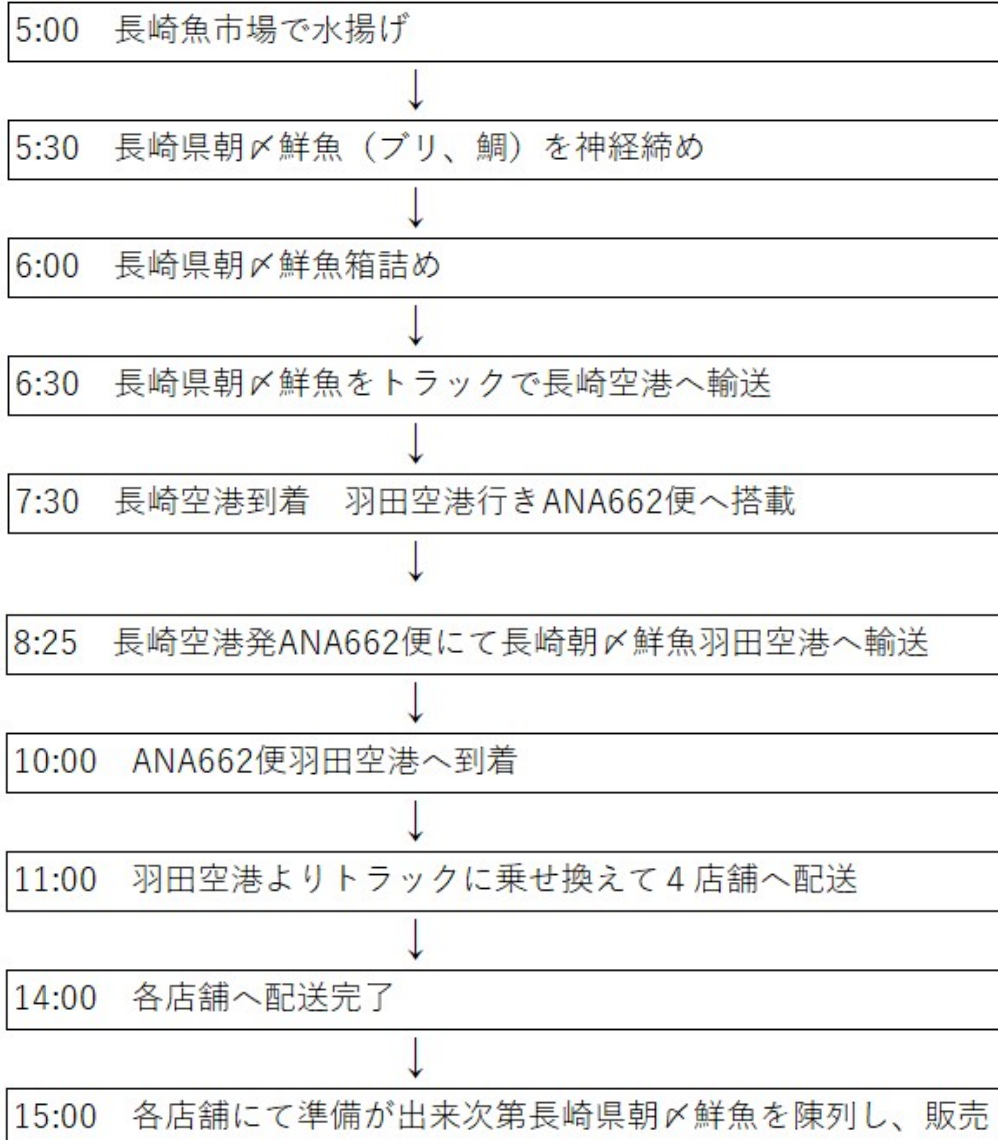 5:00 長崎魚市場で水揚げ
↓
5:30 長崎県朝〆鮮魚（ブリ、鯛）を神経締め
↓
6:00 長崎県朝〆鮮魚箱詰め
↓
6:30 長崎県朝〆鮮魚をトラックで長崎空港へ輸送
↓
7:30 長崎空港到着 羽田空港行きANA662便へ搭載
↓
8:25 長崎空港発ANA662便にて長崎朝〆鮮魚羽田空港へ輸送
↓
10:00 ANA662便羽田空港へ到着
↓
11:00 羽田空港よりトラックに乗せ換えて４店舗へ配送
↓
14:00 各店舗へ配送完了
↓
15:00 各店舗にて準備が出来次第長崎県朝〆鮮魚を陳列し、販売